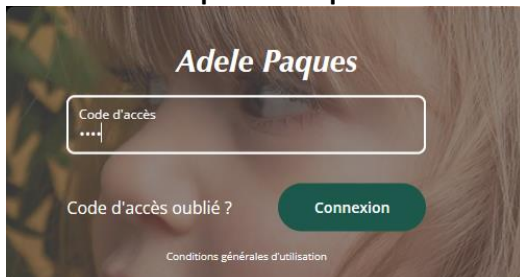 Adele Paques
Code d'accès
••••
Code d'accès oublié ?
Connexion
Conditions générales d'utilisation